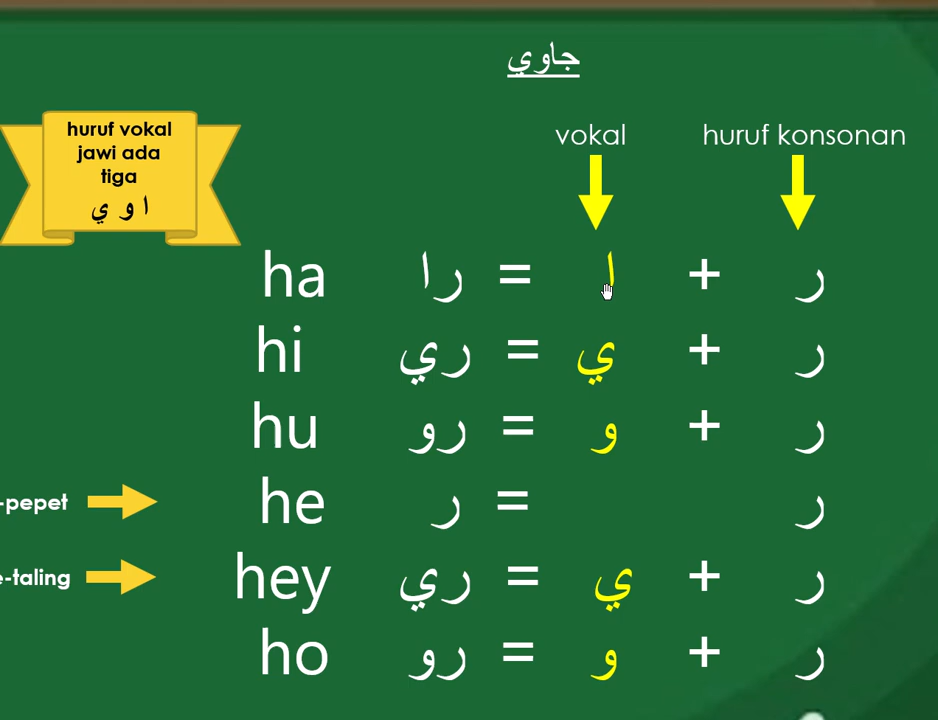 جاوي
huruf vokal
jawi ada
tiga
ا و ي
vokal
huruf konsonan
ر + ا = را ha
ر + ي = ري hi
ر + و = رو hu
ر = ر he
-pepet
ر + ي = ري hey
e-taling
ر + و = رو ho